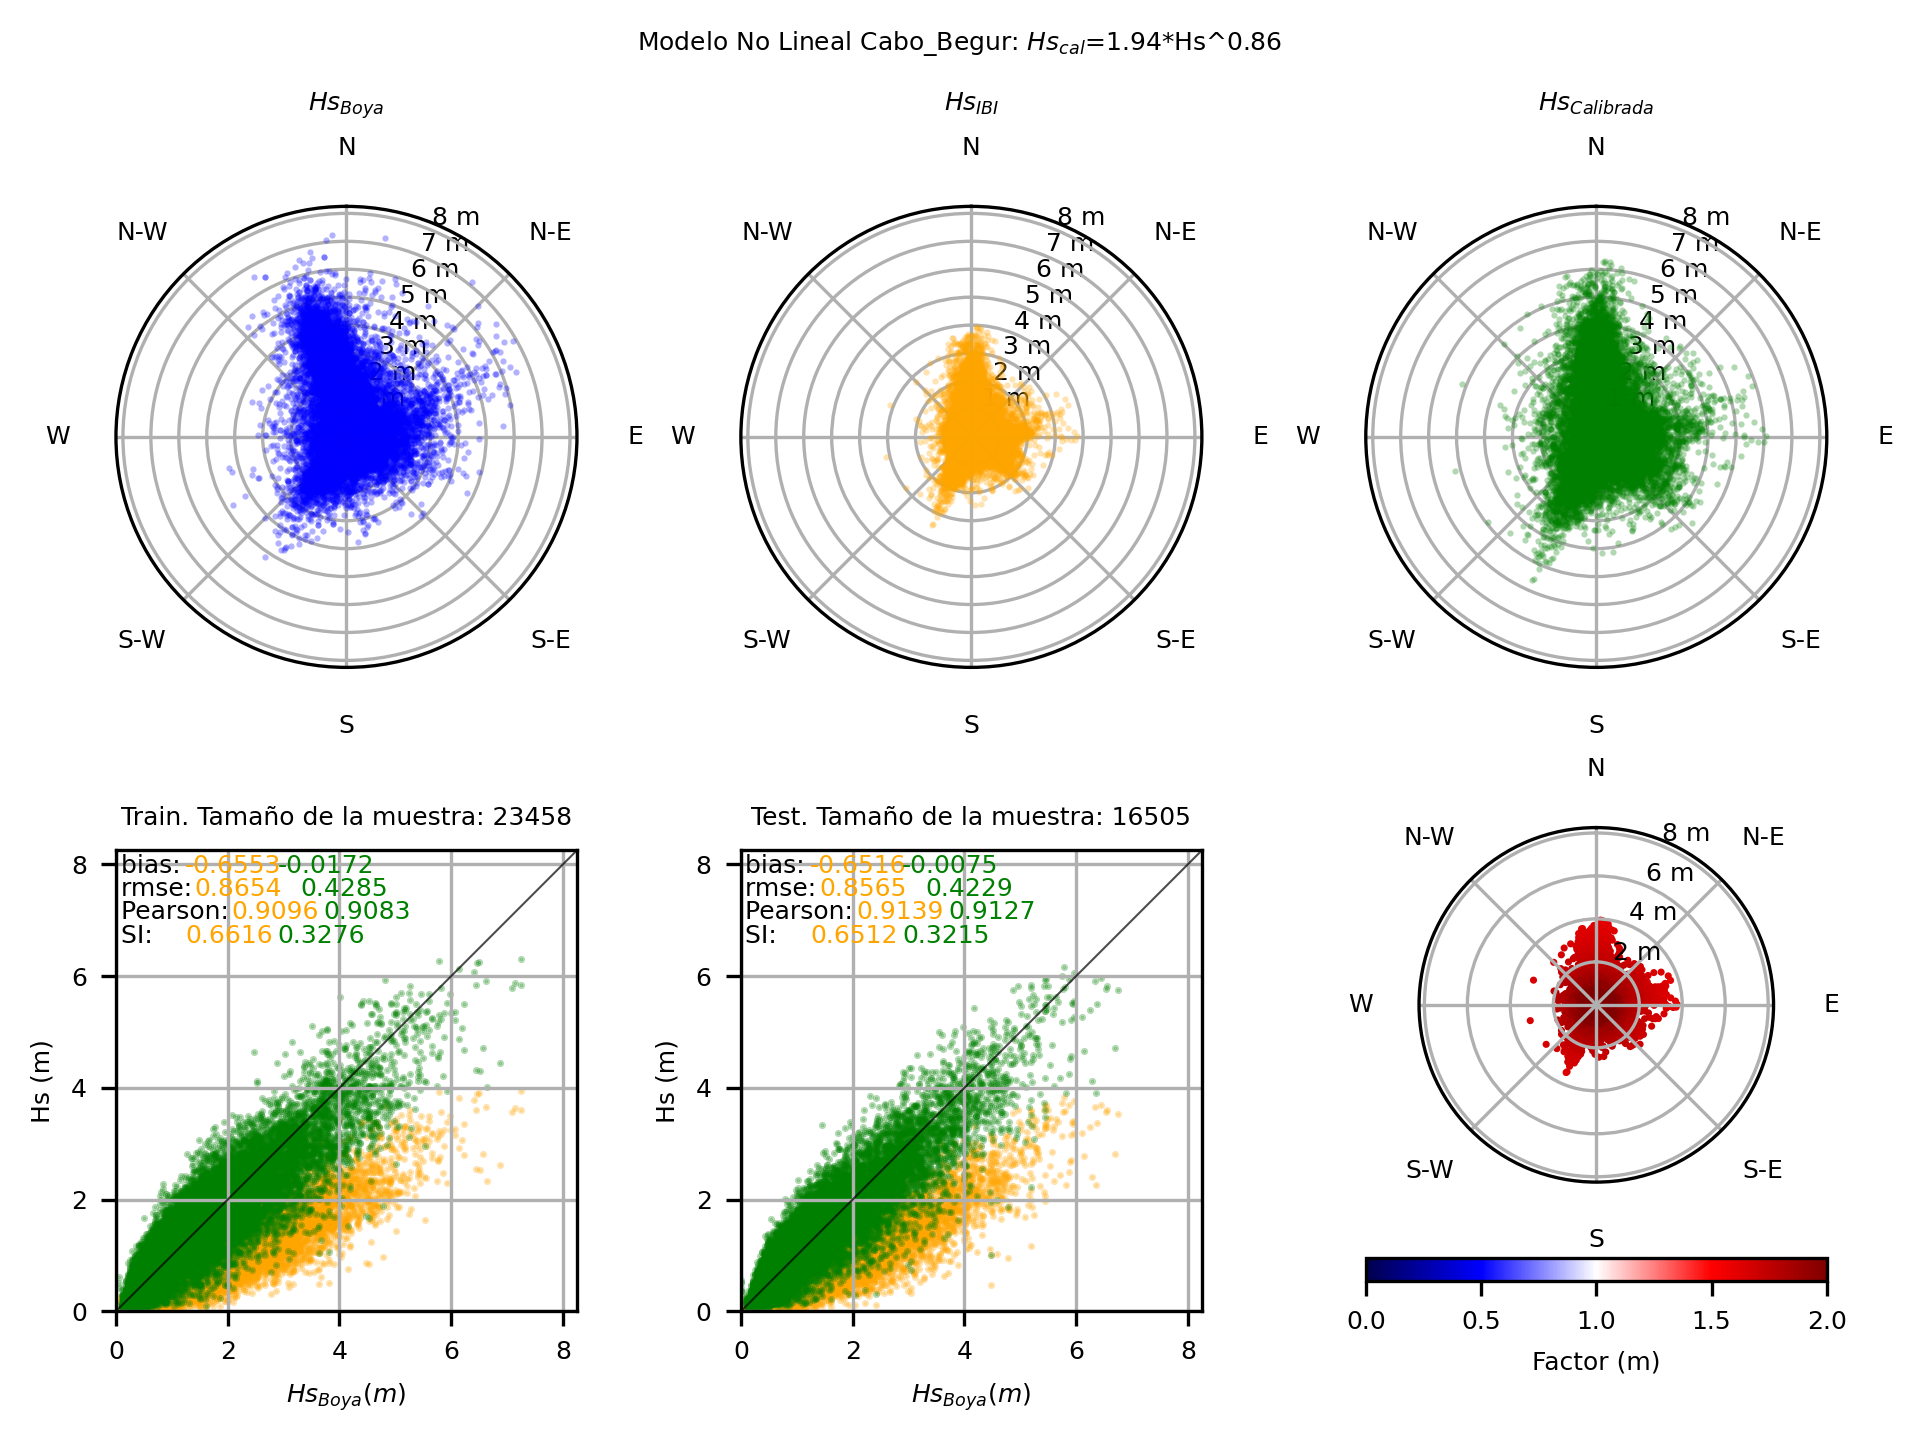 Modelo No Lineal Cabo_Begur: Hs_cal=1.94*Hs^0.86
Hs_Boya
Hs_IBI
Hs_Calibrada
N
N
N
N-W
N-E
N-W
N-E
N-W
N-E
8 m
7 m
6 m
5 m
4 m
3 m
2 m
8 m
7 m
6 m
5 m
4 m
3 m
2 m
8 m
7 m
6 m
5 m
4 m
3 m
W
E
W
E
W
E
S-W
S-E
S-W
S-E
S-W
S-E
S
S
S
Train. Tamaño de la muestra: 23458
bias: -0.6553 -0.0172
rmse: 0.8654 0.4285
Pearson: 0.9096 0.9083
SI: 0.6616 0.3276
8
6
4
2
0
Hs (m)
0 2 4 6 8
Hs_Boya(m)
Test. Tamaño de la muestra: 16505
bias: -0.6516 -0.0075
rmse: 0.8565 0.4229
Pearson: 0.9139 0.9127
SI: 0.6512 0.3215
8
6
4
2
0
Hs (m)
0 2 4 6 8
Hs_Boya(m)
N
N-W
N-E
8 m
6 m
4 m
2 m
W
E
S-W
S-E
S
0.0 0.5 1.0 1.5 2.0
Factor (m)